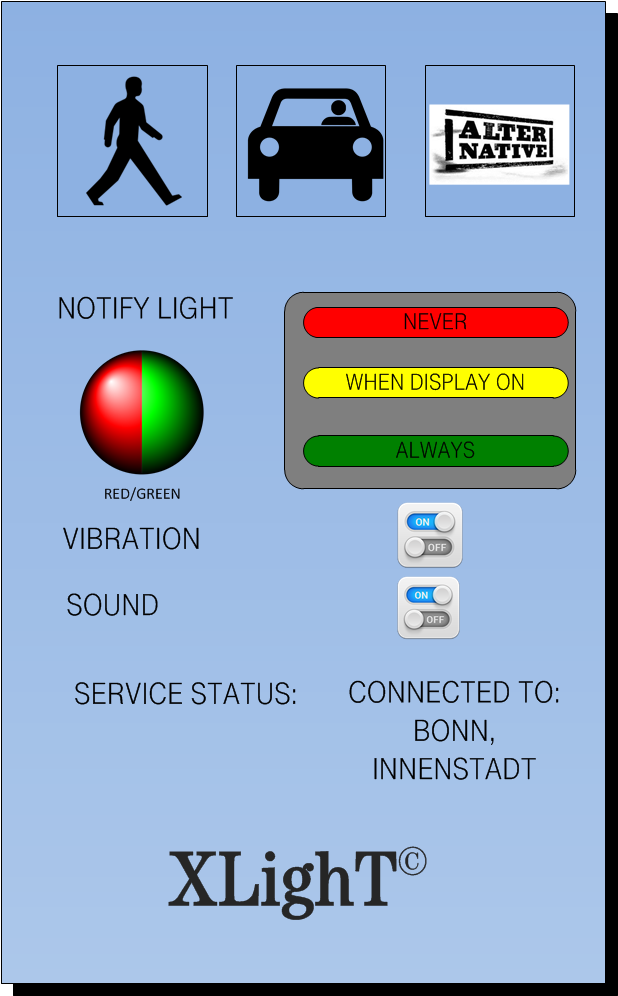 ALTER
NATIVE
NOTIFY LIGHT
NEVER
WHEN DISPLAY ON
ALWAYS
RED/GREEN
VIBRATION
ON
OFF
SOUND
ON
OFF
SERVICE STATUS:
CONNECTED TO:
BONN,
INNENSTADT
XLighT©